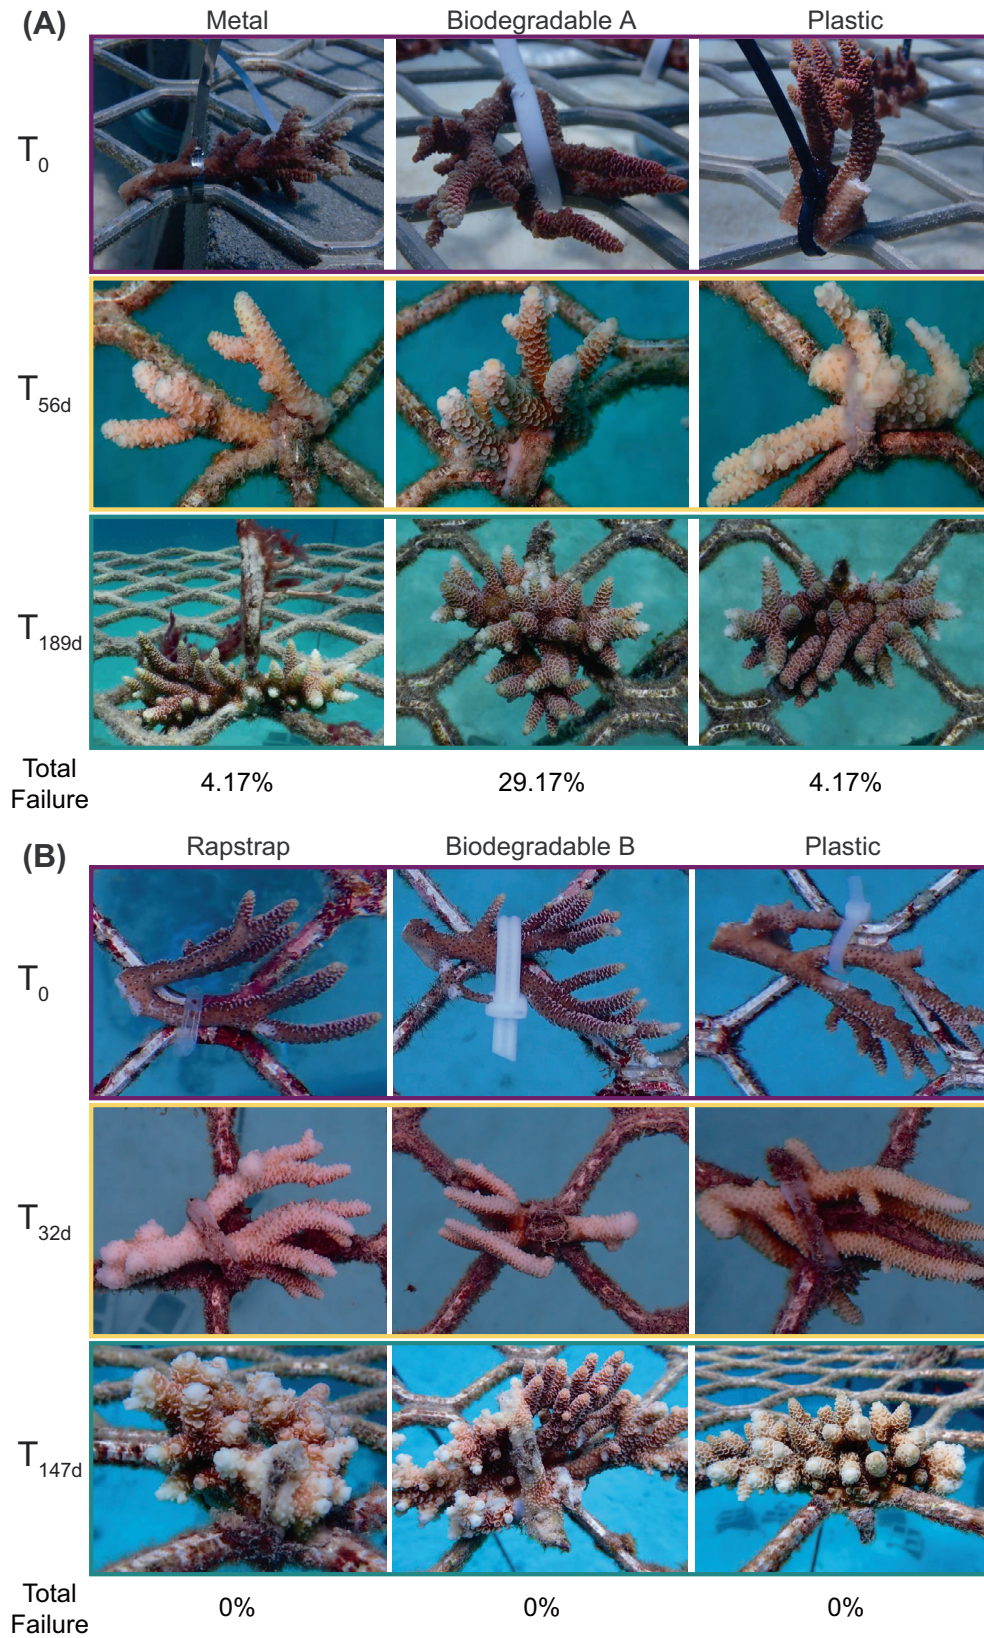 (A)
Metal
Biodegradable A
Plastic
T0
T56d
T189d
Total
Failure
4.17%
29.17%
4.17%
(B)
Rapstrap
Biodegradable B
Plastic
T0
T32d
T147d
Total
Failure
0%
0%
0%